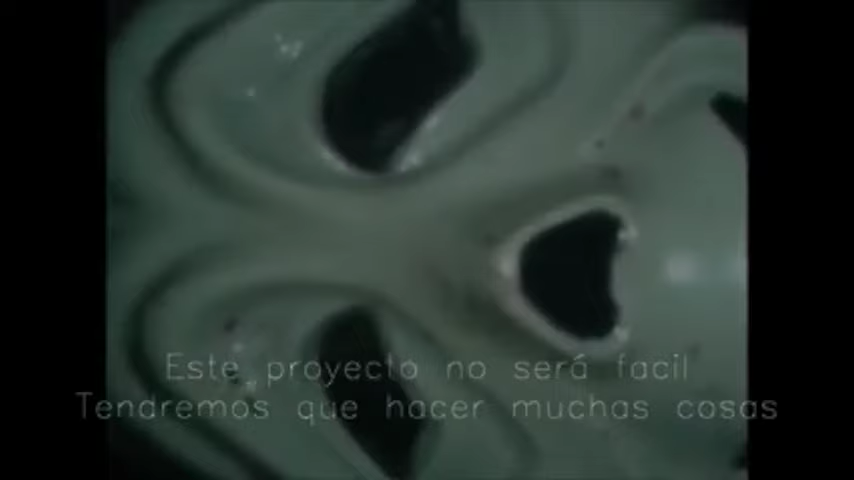 Este proyecto no será facil
Tendremos que hacer muchas cosas